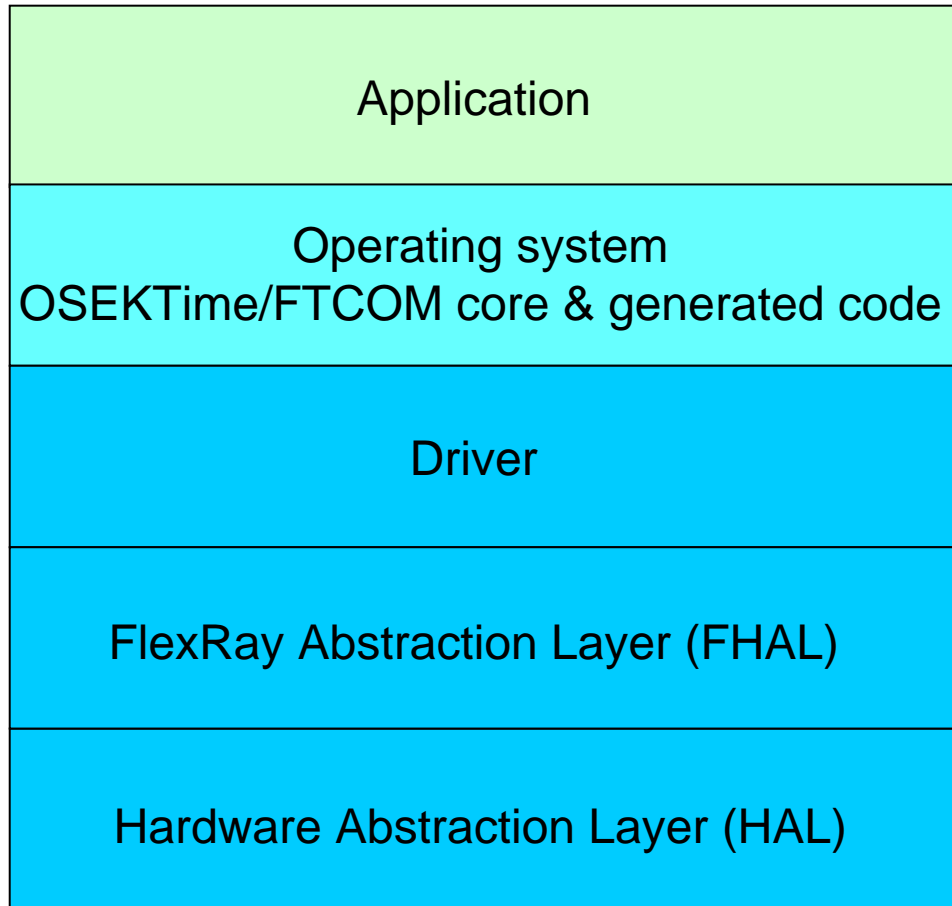 Application
Operating system
OSEKTime/FTCOM core & generated code
Driver
FlexRay Abstraction Layer (FHAL)
Hardware Abstraction Layer (HAL)